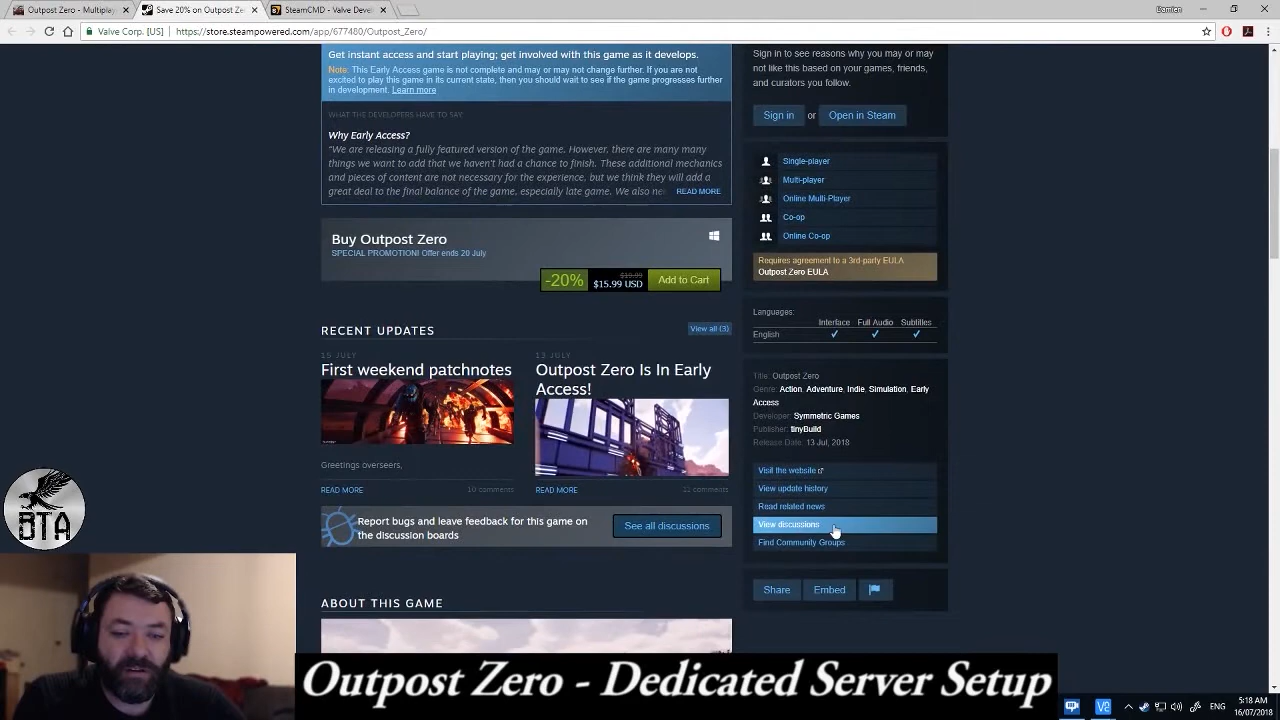 Outpost Zero - Multiplay
Save 20% on Outpost Ze
SteamCMD - Valve Devel
Damien
Valve Corp. [US] | https://store.steampowered.com/app/677480/Outpost_Zero/
Get instant access and start playing; get involved with this game as it develops.
Note: This Early Access game is not complete and may or may not change further. If you are
not excited to play this game in its current state, then you should wait to see if the game progresses further
in development. Learn more
WHAT THE DEVELOPERS HAVE TO SAY:
Why Early Access?
"We are releasing a fully featured version of the game. However, there are many many
things we want to add that we haven't had a chance to finish. These additional mechanics
and pieces of content are not necessary for the experience, but we think they will add a
great deal to the final balance of the game, especially late game. We also ne
READ MORE
Buy Outpost Zero
SPECIAL PROMOTION! Offer ends 20 July
-20%
$19.99
$15.99 USD
Add to Cart
RECENT UPDATES
View all (3)
15 JULY
First weekend patchnotes
Greetings overseers,
READ MORE
10 comments
13 JULY
Outpost Zero Is In Early
Access!
READ MORE
22 comments
Report bugs and leave feedback for this game on
the discussion boards
See all discussions
ABOUT THIS GAME
Sign in to see reasons why you may or may
not like this based on your games, friends,
and curators you follow.
Sign in or Open in Steam
Single-player
Multi-player
Online Multi-Player
Co-op
Online Co-op
Requires agreement to a 3rd-party EULA
Outpost Zero EULA
Languages:
Interface Full Audio Subtitles
English ✓ ✓ ✓
Title: Outpost Zero
Genre: Action, Adventure, Indie, Simulation, Early
Access
Developer: Symmetric Games
Publisher: tinyBuild
Release Date: 13 Jul, 2018
Visit the website
View update history
Read related news
View discussions
Find Community Groups
Share
Embed
BTA
Outpost Zero - Dedicated Server Setup
ENG
5:18 AM
16/07/2018